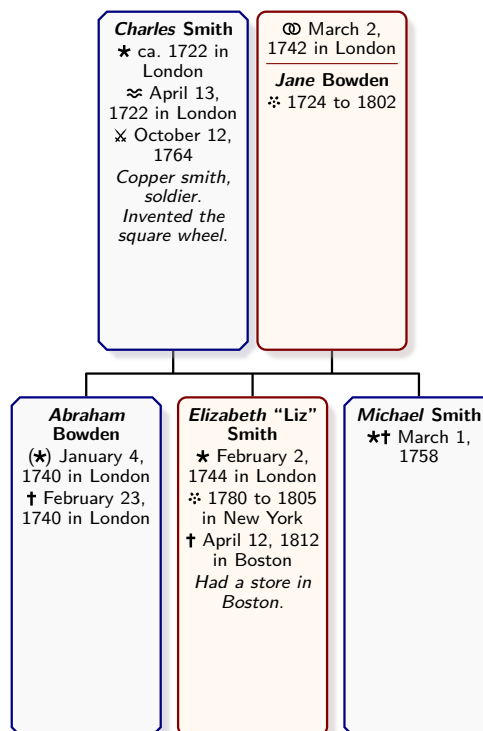 Charles Smith
★ ca. 1722 in
London
≈ April 13,
1722 in London
⚔ October 12,
1764
Copper smith,
soldier.
Invented the
square wheel.
⚭ March 2,
1742 in London
Jane Bowden
⁘ 1724 to 1802
Abraham
Bowden
(★) January 4,
1740 in London
✝ February 23,
1740 in London
Elizabeth “Liz”
Smith
★ February 2,
1744 in London
⁘ 1780 to 1805
in New York
✝ April 12, 1812
in Boston
Had a store in
Boston.
Michael Smith
★✝ March 1,
1758